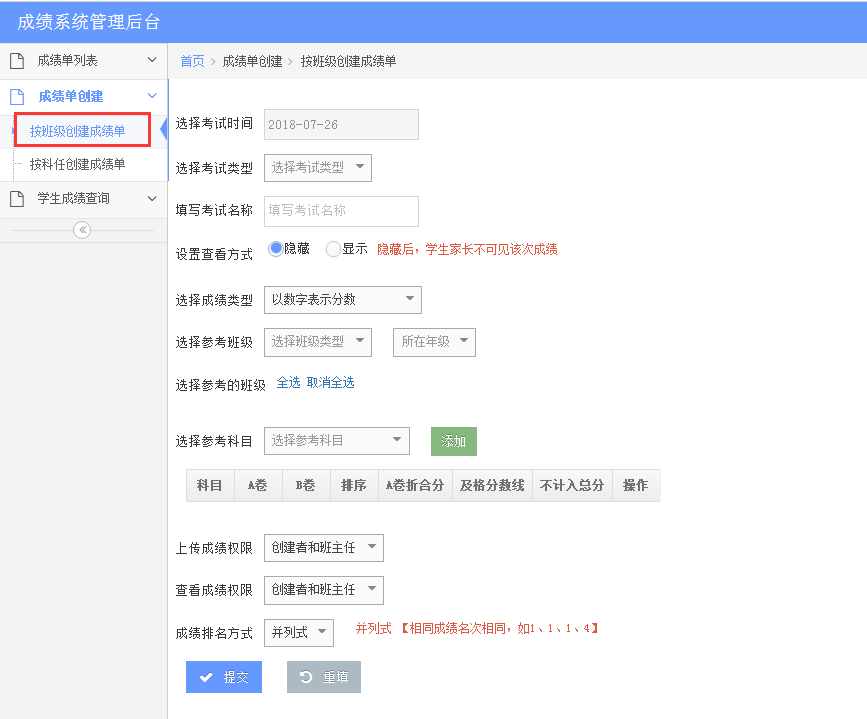 成绩系统管理后台
成绩单列表
成绩单创建
按班级创建成绩单
按科任创建成绩单
学生成绩查询
首页 > 成绩单创建 > 按班级创建成绩单
选择考试时间 2018-07-26
选择考试类型 选择考试类型
填写考试名称 填写考试名称
设置查看方式 隐藏 显示 隐藏后，学生家长不可见该次成绩
选择成绩类型 以数字表示分数
选择参考班级 选择班级类型 所在年级
选择参考的班级 全选 取消全选
选择参考科目 选择参考科目 添加
科目 A卷 B卷 排序 A卷折合分 及格分数线 不计入总分 操作
上传成绩权限 创建者和班主任
查看成绩权限 创建者和班主任
成绩排名方式 并列式 并列式 【相同成绩名次相同，如1、1、1、4】
提交 重填